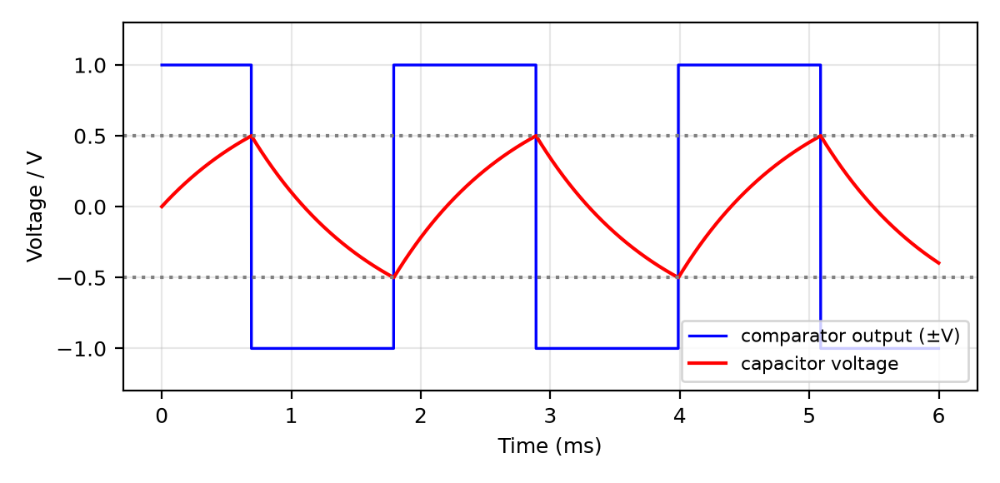 1.0
0.5
0.0
−0.5
−1.0
Voltage / V
0 1 2 3 4 5 6
Time (ms)
comparator output (±V)
capacitor voltage